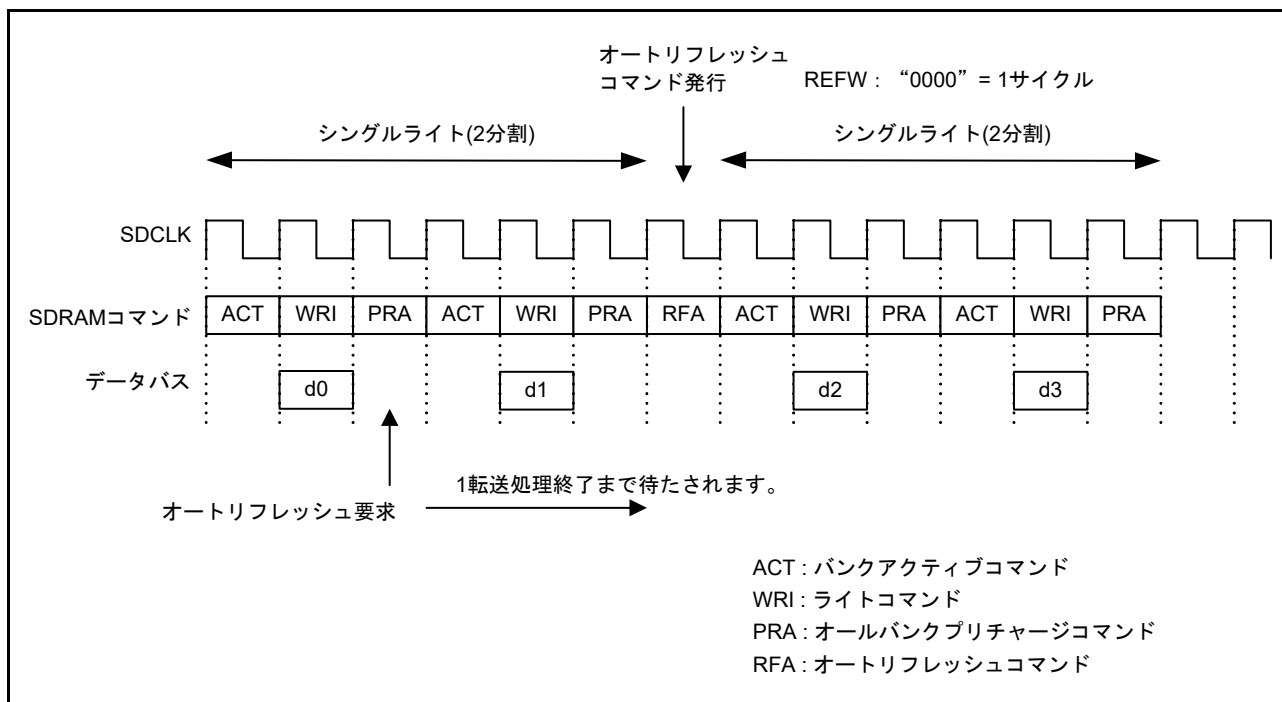 オートリフレッシュ
コマンド発行
REFW : “0000” = 1サイクル
シングルライト(2分割)
シングルライト(2分割)
SDCLK
SDRAMコマンド ACT WRI PRA ACT WRI PRA RFA ACT WRI PRA ACT WRI PRA
データバス d0 d1 d2 d3
1転送処理終了まで待たされます。
オートリフレッシュ要求
ACT : バンクアクティブコマンド
WRI : ライトコマンド
PRA : オールバンクプリチャージコマンド
RFA : オートリフレッシュコマンド